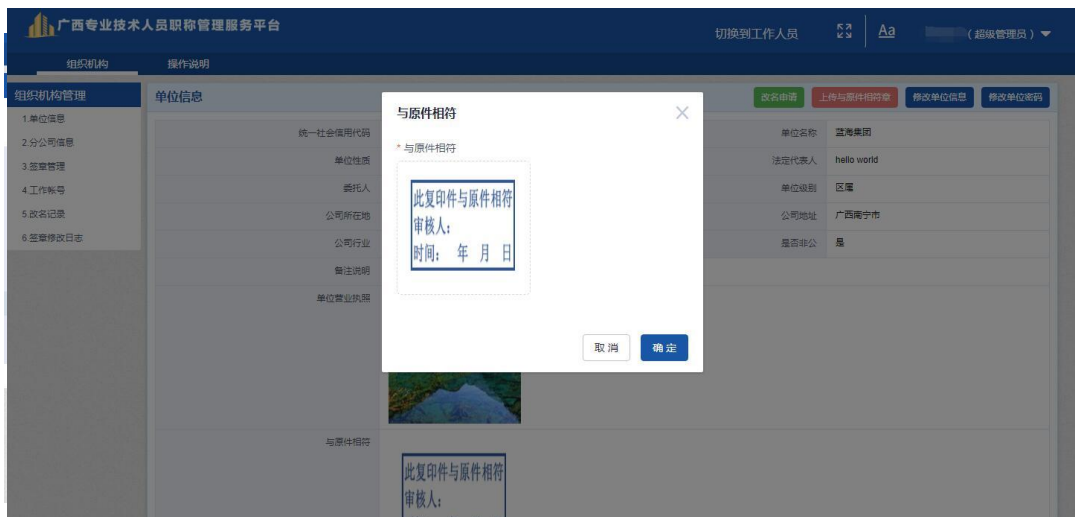 广西专业技术人员职称管理服务平台
切换到工作人员
Aa
（超级管理员）
组织机构
操作说明
组织机构管理
1.单位信息
2.分公司信息
3.签章管理
4.工作帐号
5.改名记录
6.签章修改日志
单位信息
改名申请
上传与原件相符章
修改单位信息
修改单位密码
统一社会信用代码
单位名称
蓝海集团
单位性质
法定代表人
hello world
委托人
单位级别
区属
公司所在地
公司地址
广西南宁市
公司行业
是否非公
是
备注说明
单位营业执照
与原件相符
与原件相符
* 与原件相符
此复印件与原件相符
审核人：
时间： 年 月 日
取消
确定
此复印件与原件相符
审核人：